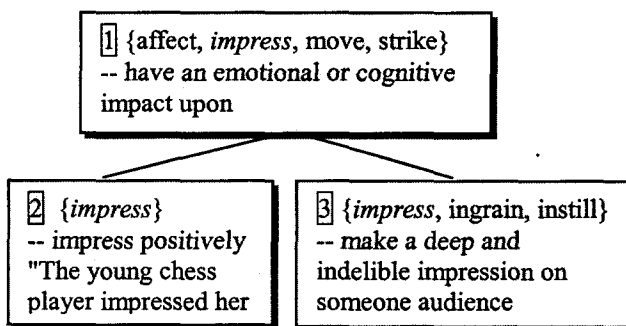 1 {affect, impress, move, strike}
-- have an emotional or cognitive
impact upon
2 {impress}
-- impress positively
"The young chess
player impressed her
3 {impress, ingrain, instill}
-- make a deep and
indelible impression on
someone audience